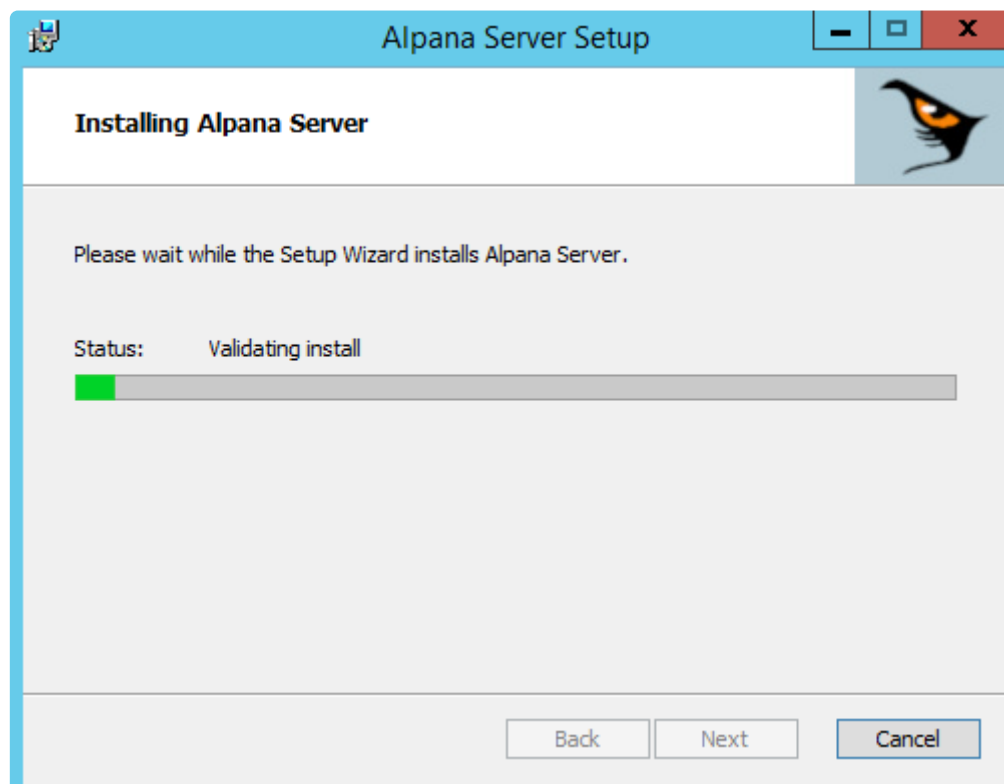 Alpana Server Setup
Installing Alpana Server
Please wait while the Setup Wizard installs Alpana Server.
Status: Validating install
Back Next Cancel